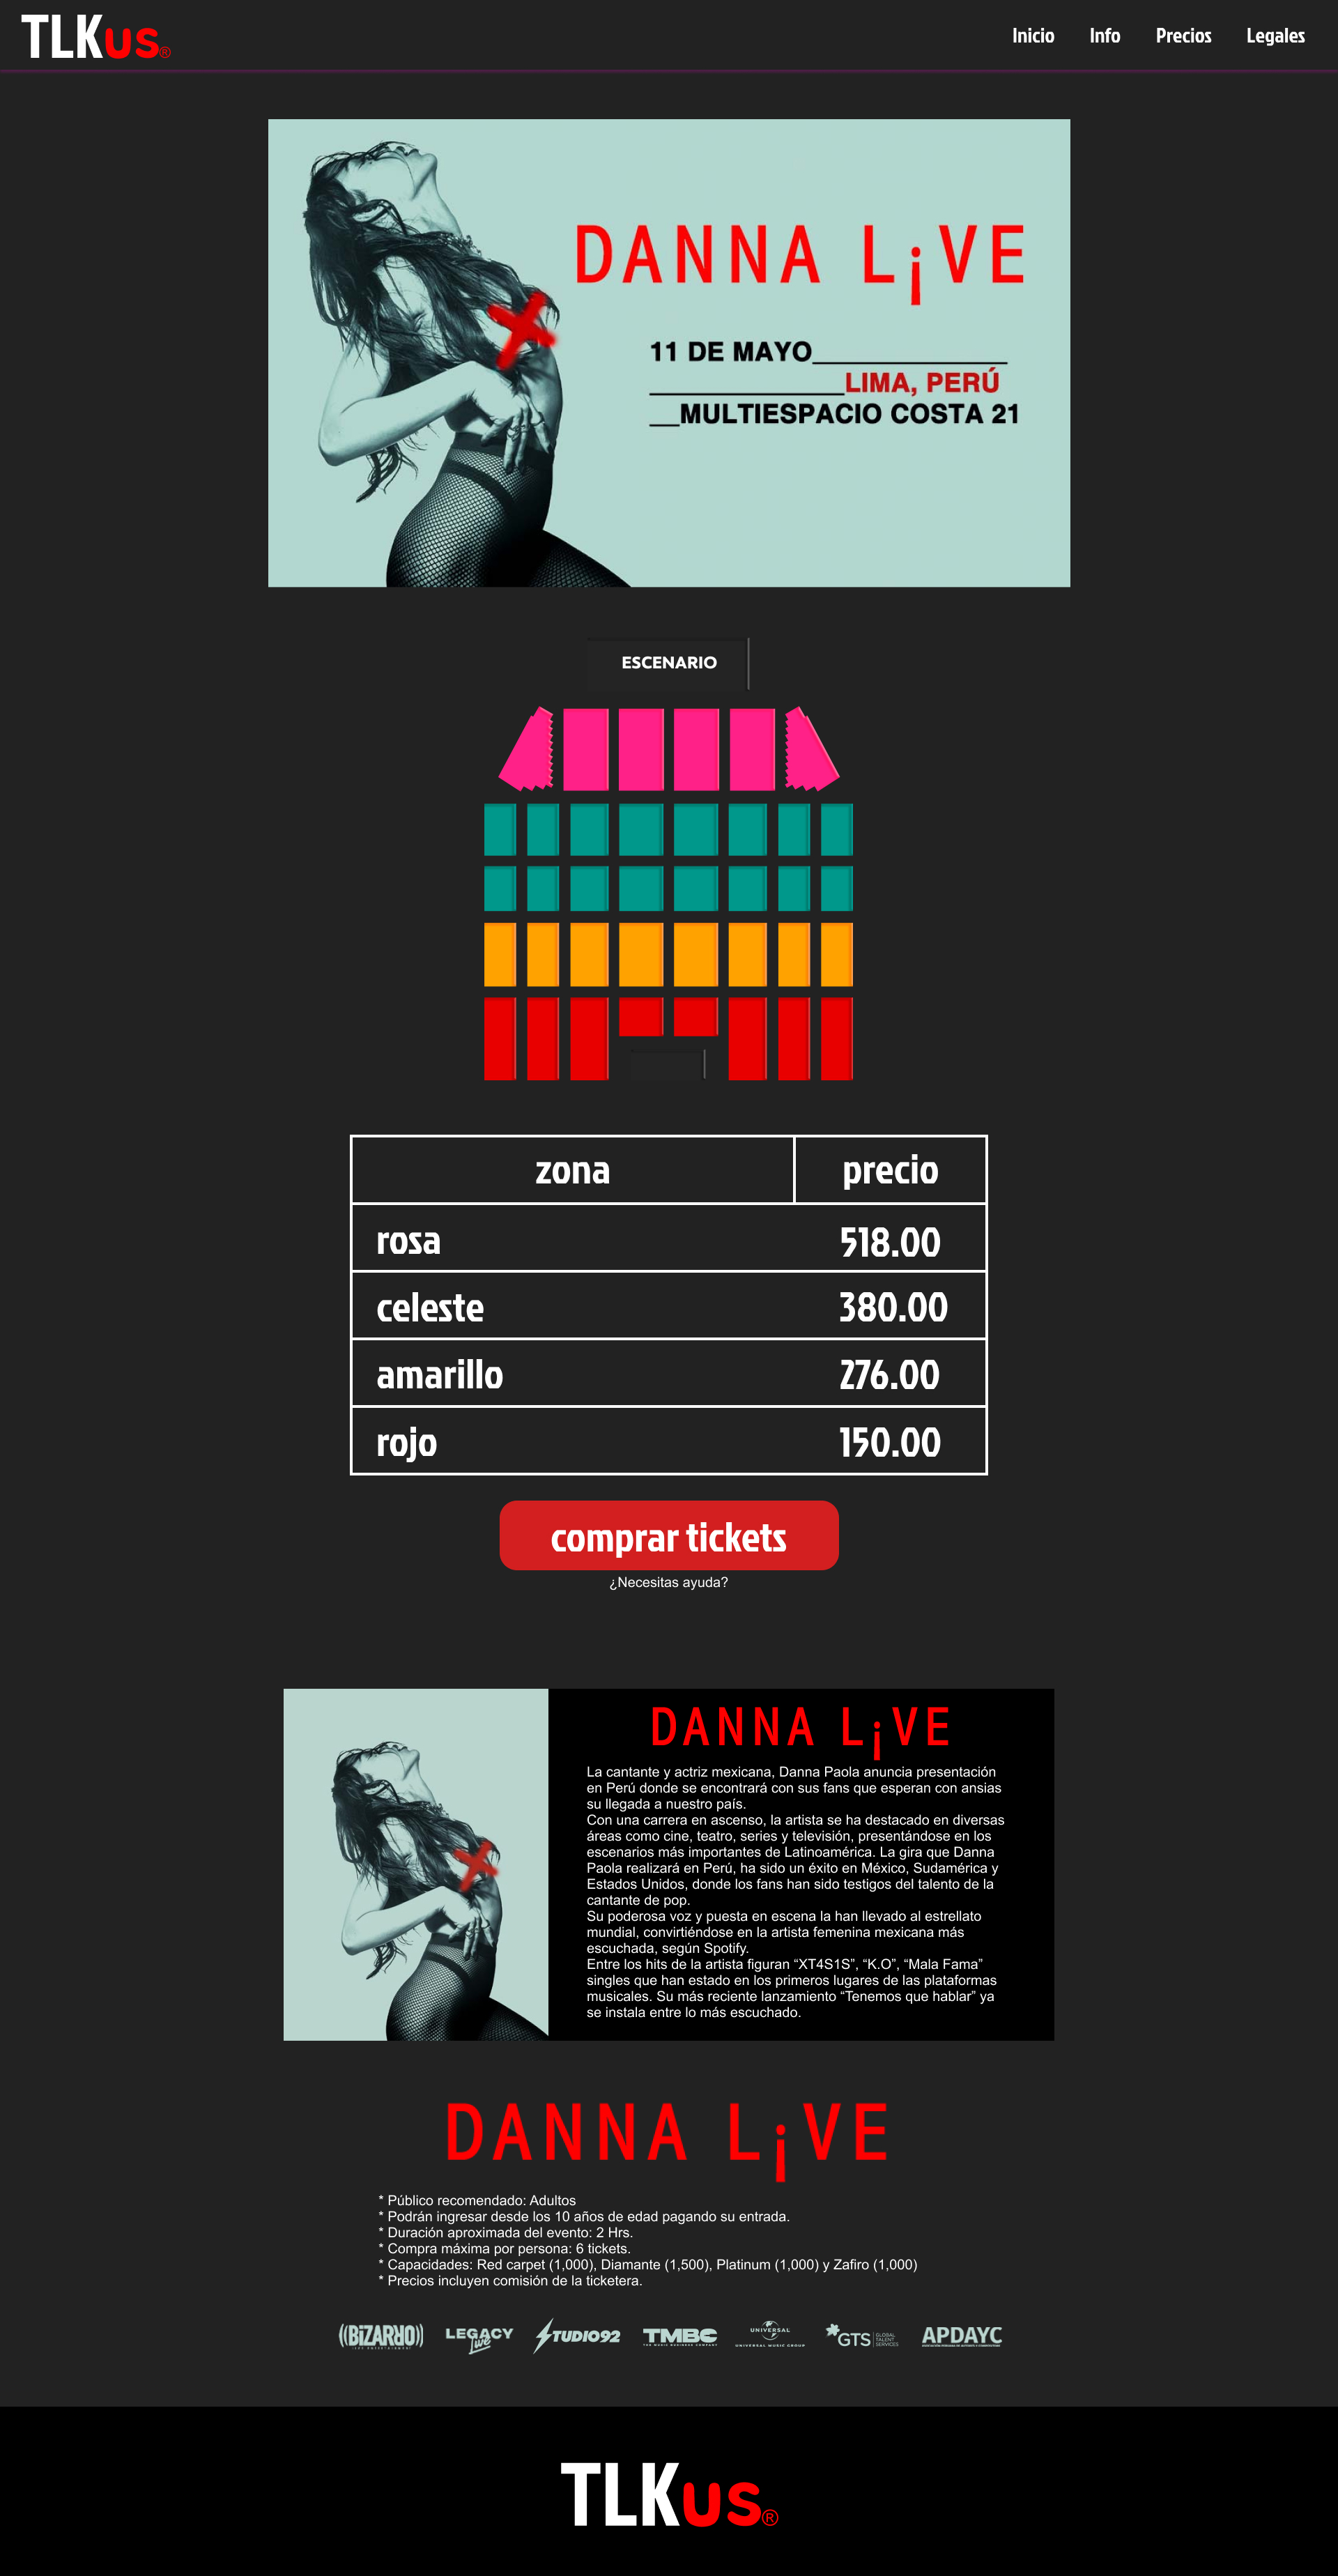 TLKus®
Inicio Info Precios Legales
DANNA L¡VE
11 DE MAYO_____________
_____________LIMA, PERÚ
__MULTIESPACIO COSTA 21
ESCENARIO
zona precio
rosa 518.00
celeste 380.00
amarillo 276.00
rojo 150.00
comprar tickets
¿Necesitas ayuda?
DANNA L¡VE
La cantante y actriz mexicana, Danna Paola anuncia presentación
en Perú donde se encontrará con sus fans que esperan con ansias
su llegada a nuestro país.
Con una carrera en ascenso, la artista se ha destacado en diversas
áreas como cine, teatro, series y televisión, presentándose en los
escenarios más importantes de Latinoamérica. La gira que Danna
Paola realizará en Perú, ha sido un éxito en México, Sudamérica y
Estados Unidos, donde los fans han sido testigos del talento de la
cantante de pop.
Su poderosa voz y puesta en escena la han llevado al estrellato
mundial, convirtiéndose en la artista femenina mexicana más
escuchada, según Spotify.
Entre los hits de la artista figuran “XT4S1S”, “K.O”, “Mala Fama”
singles que han estado en los primeros lugares de las plataformas
musicales. Su más reciente lanzamiento “Tenemos que hablar” ya
se instala entre lo más escuchado.
DANNA L¡VE
* Público recomendado: Adultos
* Podrán ingresar desde los 10 años de edad pagando su entrada.
* Duración aproximada del evento: 2 Hrs.
* Compra máxima por persona: 6 tickets.
* Capacidades: Red carpet (1,000), Diamante (1,500), Platinum (1,000) y Zafiro (1,000)
* Precios incluyen comisión de la ticketera.
BiZARRO
LEGACY
Live
STUDIO92
TMBC
THE MUSIC BUSINESS COMPANY
UNIVERSAL
UNIVERSAL MUSIC GROUP
GTS GLOBAL
TALENT
SERVICES
APDAYC
TLKus®